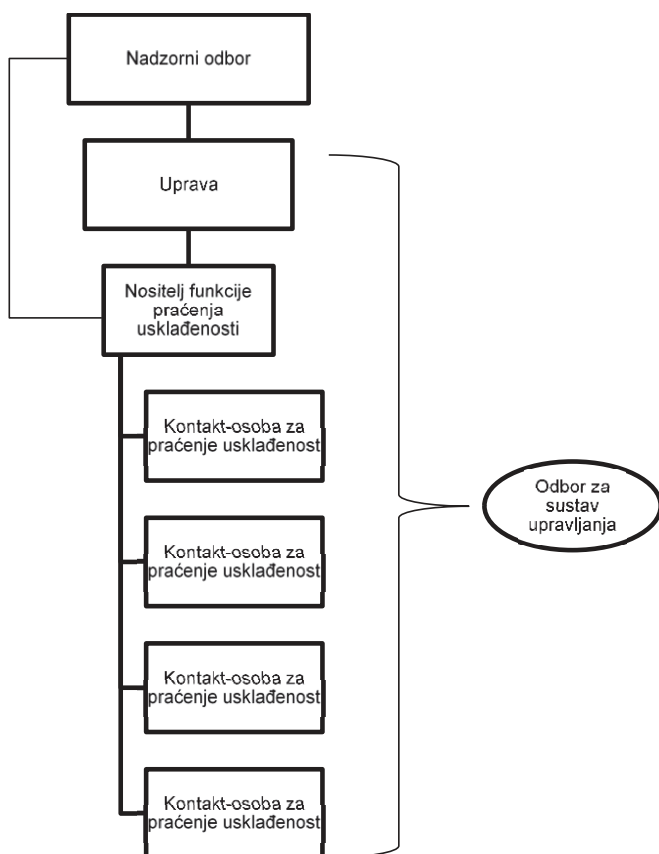 Nadzorni odbor
Uprava
Nositelj funkcije
praćenja
usklađenosti
Kontakt-osoba za
praćenje usklađenost
Kontakt-osoba za
praćenje usklađenost
Kontakt-osoba za
praćenje usklađenost
Kontakt-osoba za
praćenje usklađenost
Odbor za
sustav
upravljanja